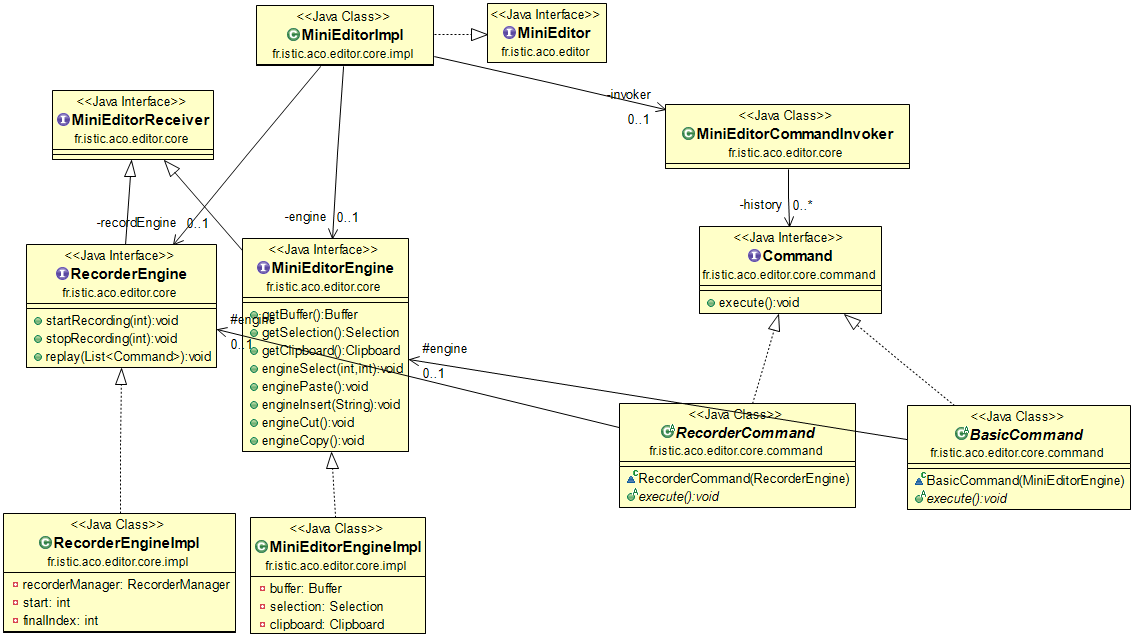 <<Java Class>>
MiniEditorImpl
fr.istic.aco.editor.core.impl
<<Java Interface>>
MiniEditor
fr.istic.aco.editor
<<Java Interface>>
MiniEditorReceiver
fr.istic.aco.editor.core
-invoker
0..1
<<Java Class>>
MiniEditorCommandInvoker
fr.istic.aco.editor.core
-recordEngine 0..1
-engine 0..1
-history 0..*
<<Java Interface>>
RecorderEngine
fr.istic.aco.editor.core
startRecording(int):void
stopRecording(int):void
replay(List<Command>):void
<<Java Interface>>
MiniEditorEngine
fr.istic.aco.editor.core
getBuffer():Buffer
getSelection():Selection
getClipboard():Clipboard
engineSelect(int,int):void
enginePaste():void
engineInsert(String):void
engineCut():void
engineCopy():void
#engine
0..1
#engine
0..1
<<Java Interface>>
Command
fr.istic.aco.editor.core.command
execute():void
<<Java Class>>
RecorderCommand
fr.istic.aco.editor.core.command
RecorderCommand(RecorderEngine)
execute():void
<<Java Class>>
BasicCommand
fr.istic.aco.editor.core.command
BasicCommand(MiniEditorEngine)
execute():void
<<Java Class>>
RecorderEngineImpl
fr.istic.aco.editor.core.impl
recorderManager: RecorderManager
start: int
finalIndex: int
<<Java Class>>
MiniEditorEngineImpl
fr.istic.aco.editor.core.impl
buffer: Buffer
selection: Selection
clipboard: Clipboard